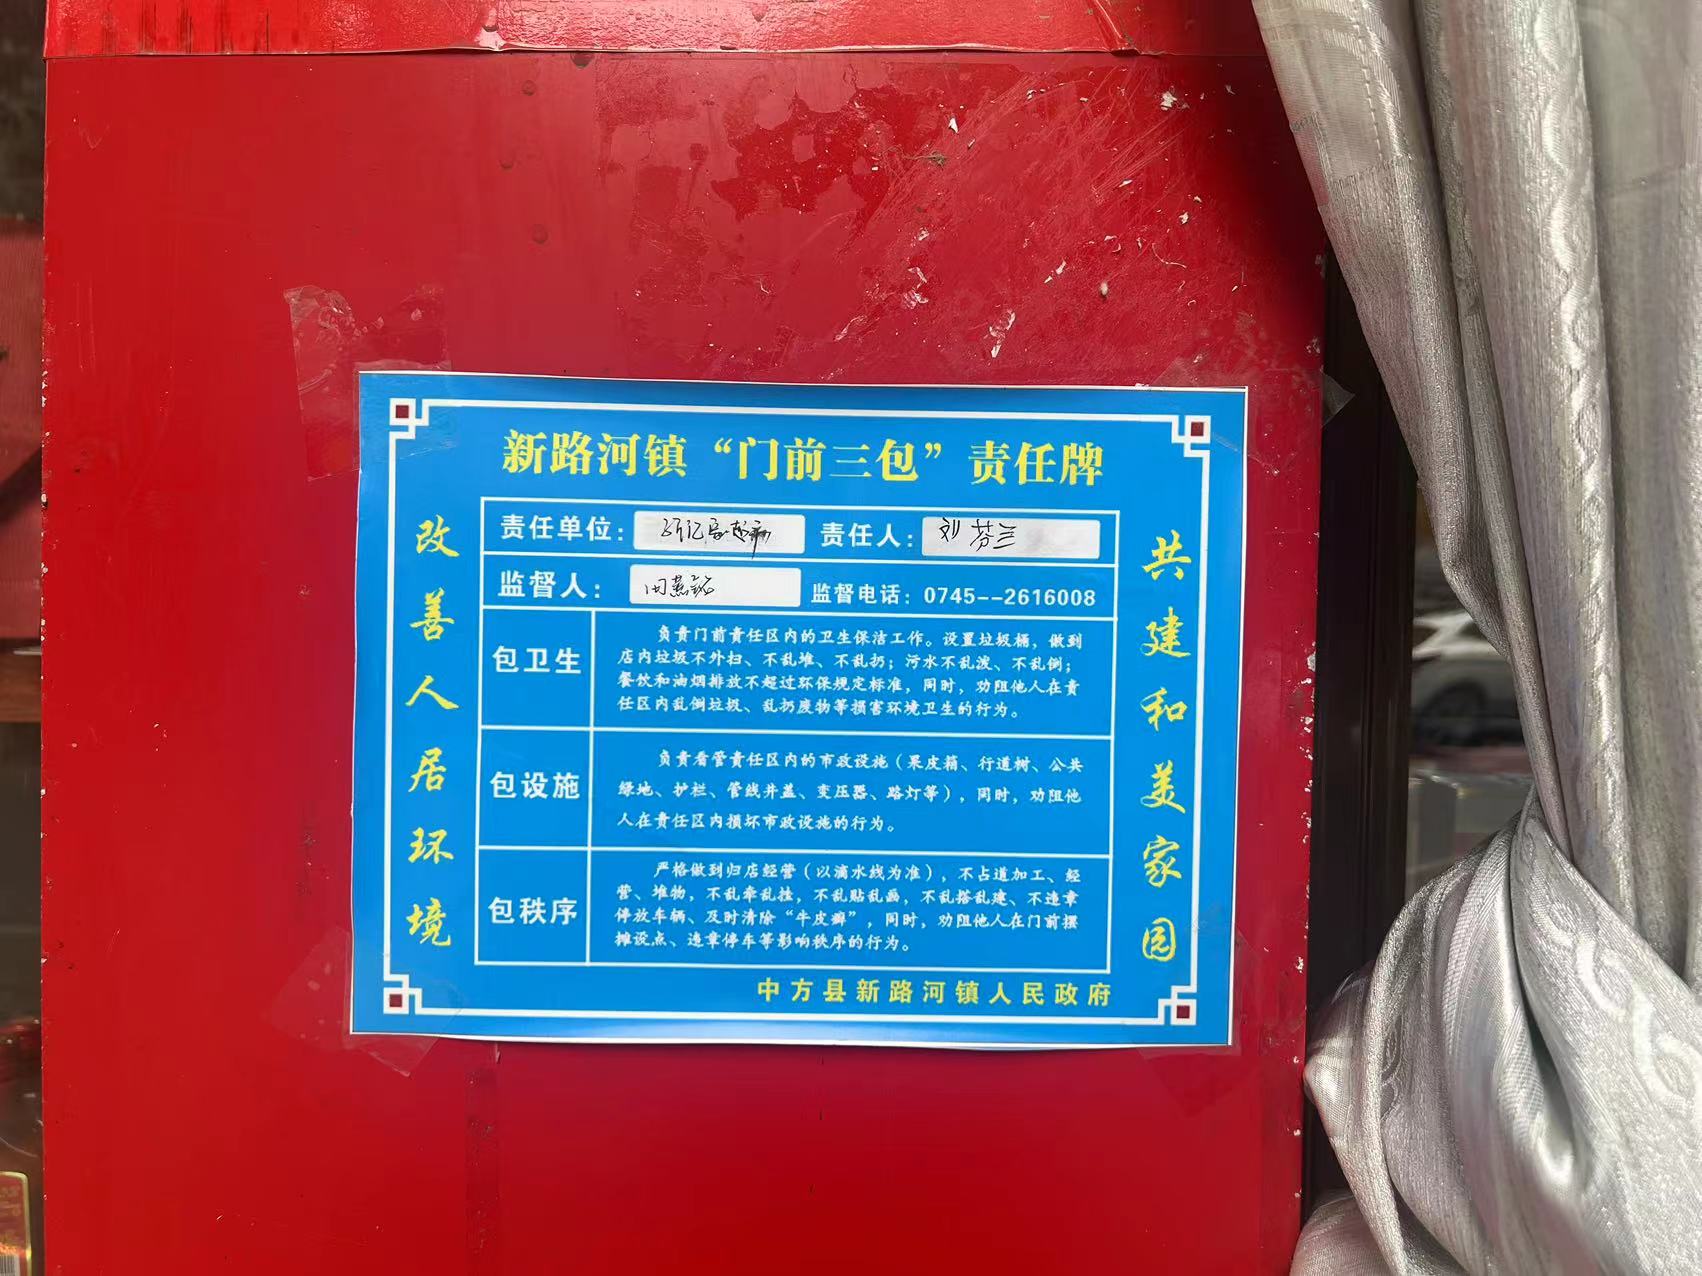 新路河镇“门前三包”责任牌
改善人居环境
责任单位： 责任人：刘芬兰
监督人： 监督电话：0745--2616008
包卫生
负责门前责任区内的卫生保洁工作。设置垃圾桶，做到
店内垃圾不外扫、不乱堆、不乱扔；污水不乱泼、不乱倒；
餐饮和油烟排放不超过环保规定标准，同时，劝阻他人在责
任区内乱倒垃圾、乱扔废物等损害环境卫生的行为。
包设施
负责看管责任区内的市政设施（果皮箱、行道树、公共
绿地、护栏、管线井盖、变压器、路灯等），同时，劝阻他
人在责任区内损坏市政设施的行为。
包秩序
严格做到归店经营（以滴水线为准），不占道加工、经
营、堆物，不乱牵乱挂，不乱贴乱画，不乱搭乱建、不违章
停放车辆、及时清除“牛皮癣”，同时，劝阻他人在门前摆
摊设点、违章停车等影响秩序的行为。
共建和美家园
中方县新路河镇人民政府